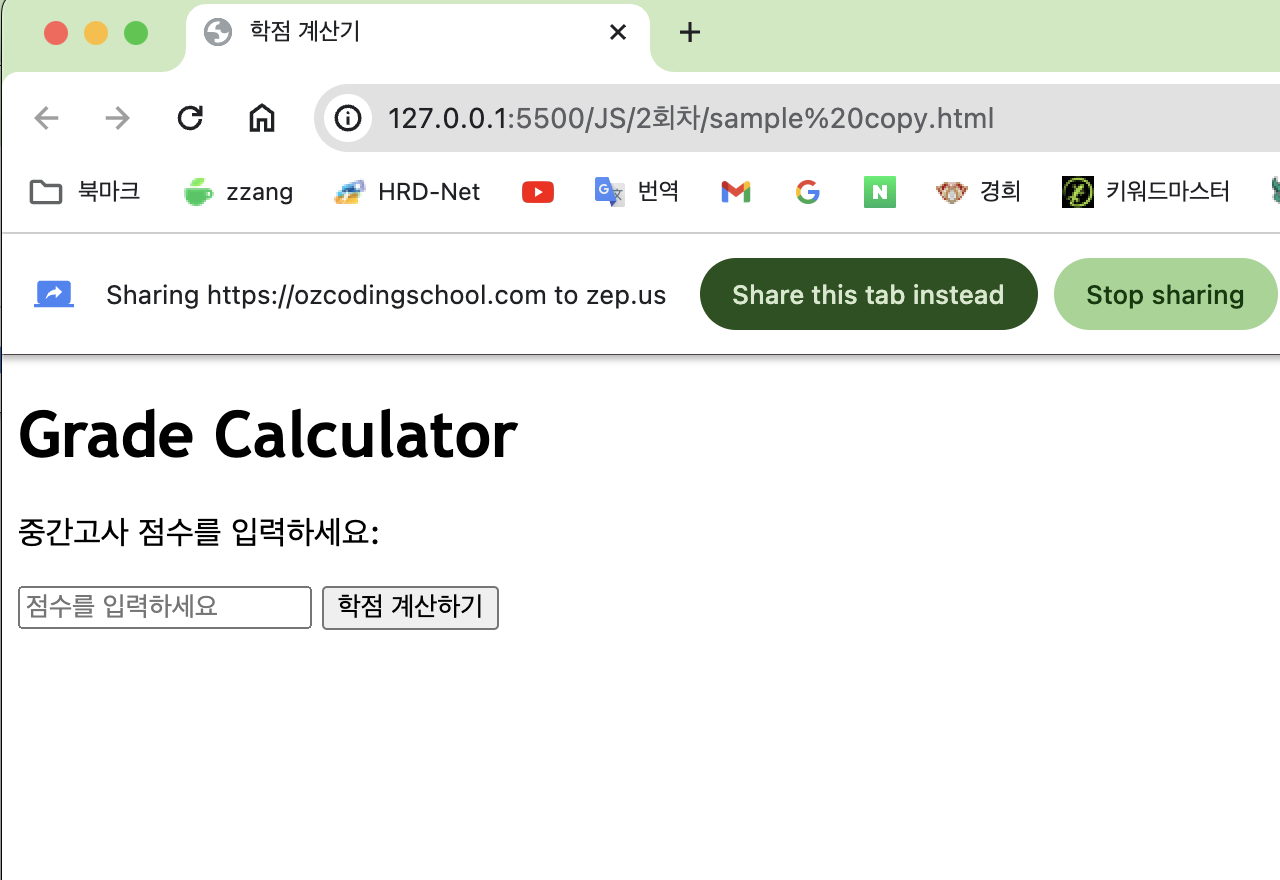 학점 계산기
127.0.0.1:5500/JS/2회차/sample%20copy.html
북마크 zzang HRD-Net 번역 N 경희 키워드마스터
Sharing https://ozcodingschool.com to zep.us Share this tab instead Stop sharing
Grade Calculator
중간고사 점수를 입력하세요:
점수를 입력하세요 학점 계산하기